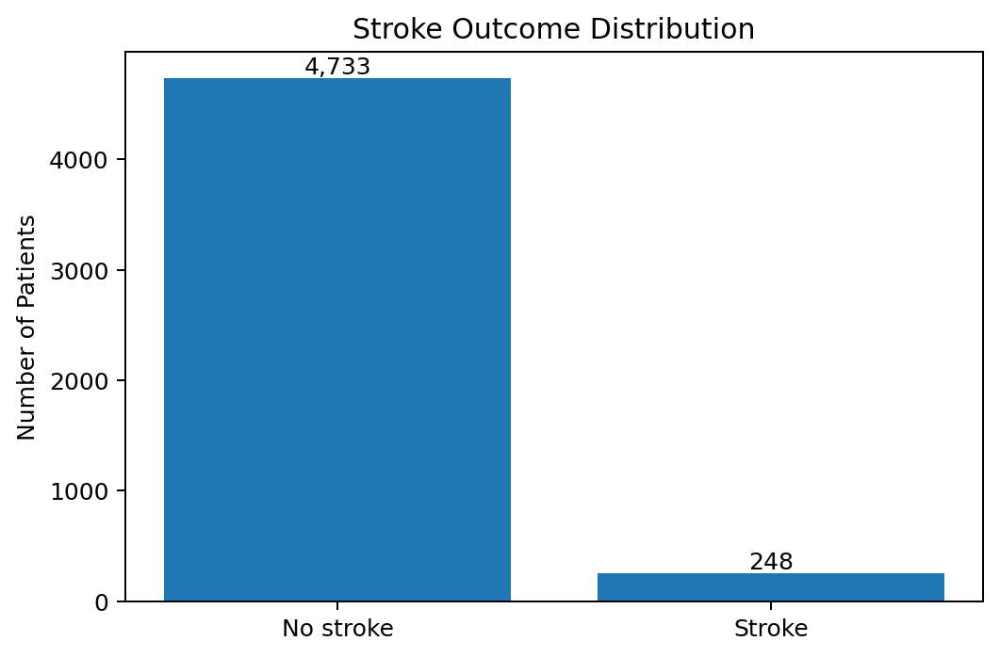 Stroke Outcome Distribution
4,733
248
4000
3000
2000
1000
0
Number of Patients
No stroke
Stroke